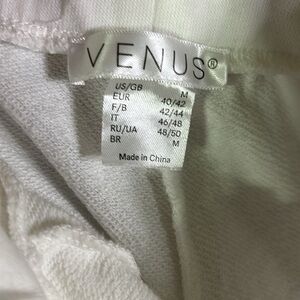 VENUS®
US/GB M
EUR 40/42
F/B 42/44
IT 46/48
RU/UA 48/50
BR M
Made in China